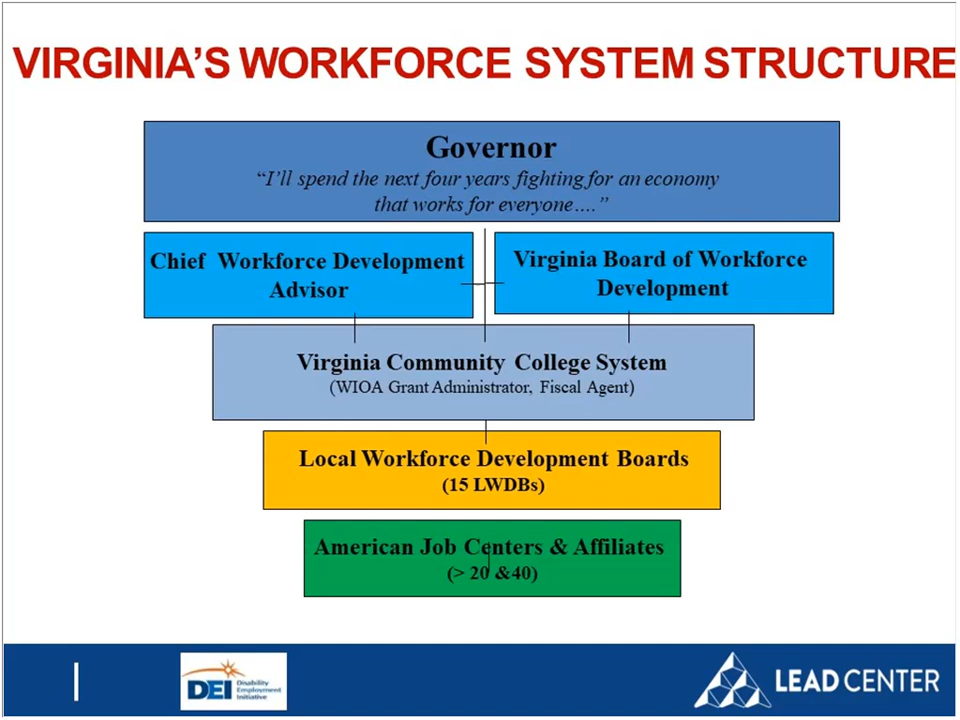 VIRGINIA'S WORKFORCE SYSTEM STRUCTURE
Governor
“I'll spend the next four years fighting for an economy
that works for everyone….”
Chief Workforce Development
Advisor
Virginia Board of Workforce
Development
Virginia Community College System
(WIOA Grant Administrator, Fiscal Agent)
Local Workforce Development Boards
(15 LWDBs)
American Job Centers & Affiliates
(> 20 &40)
DEI
Disability
Employment
Initiative
LEAD CENTER